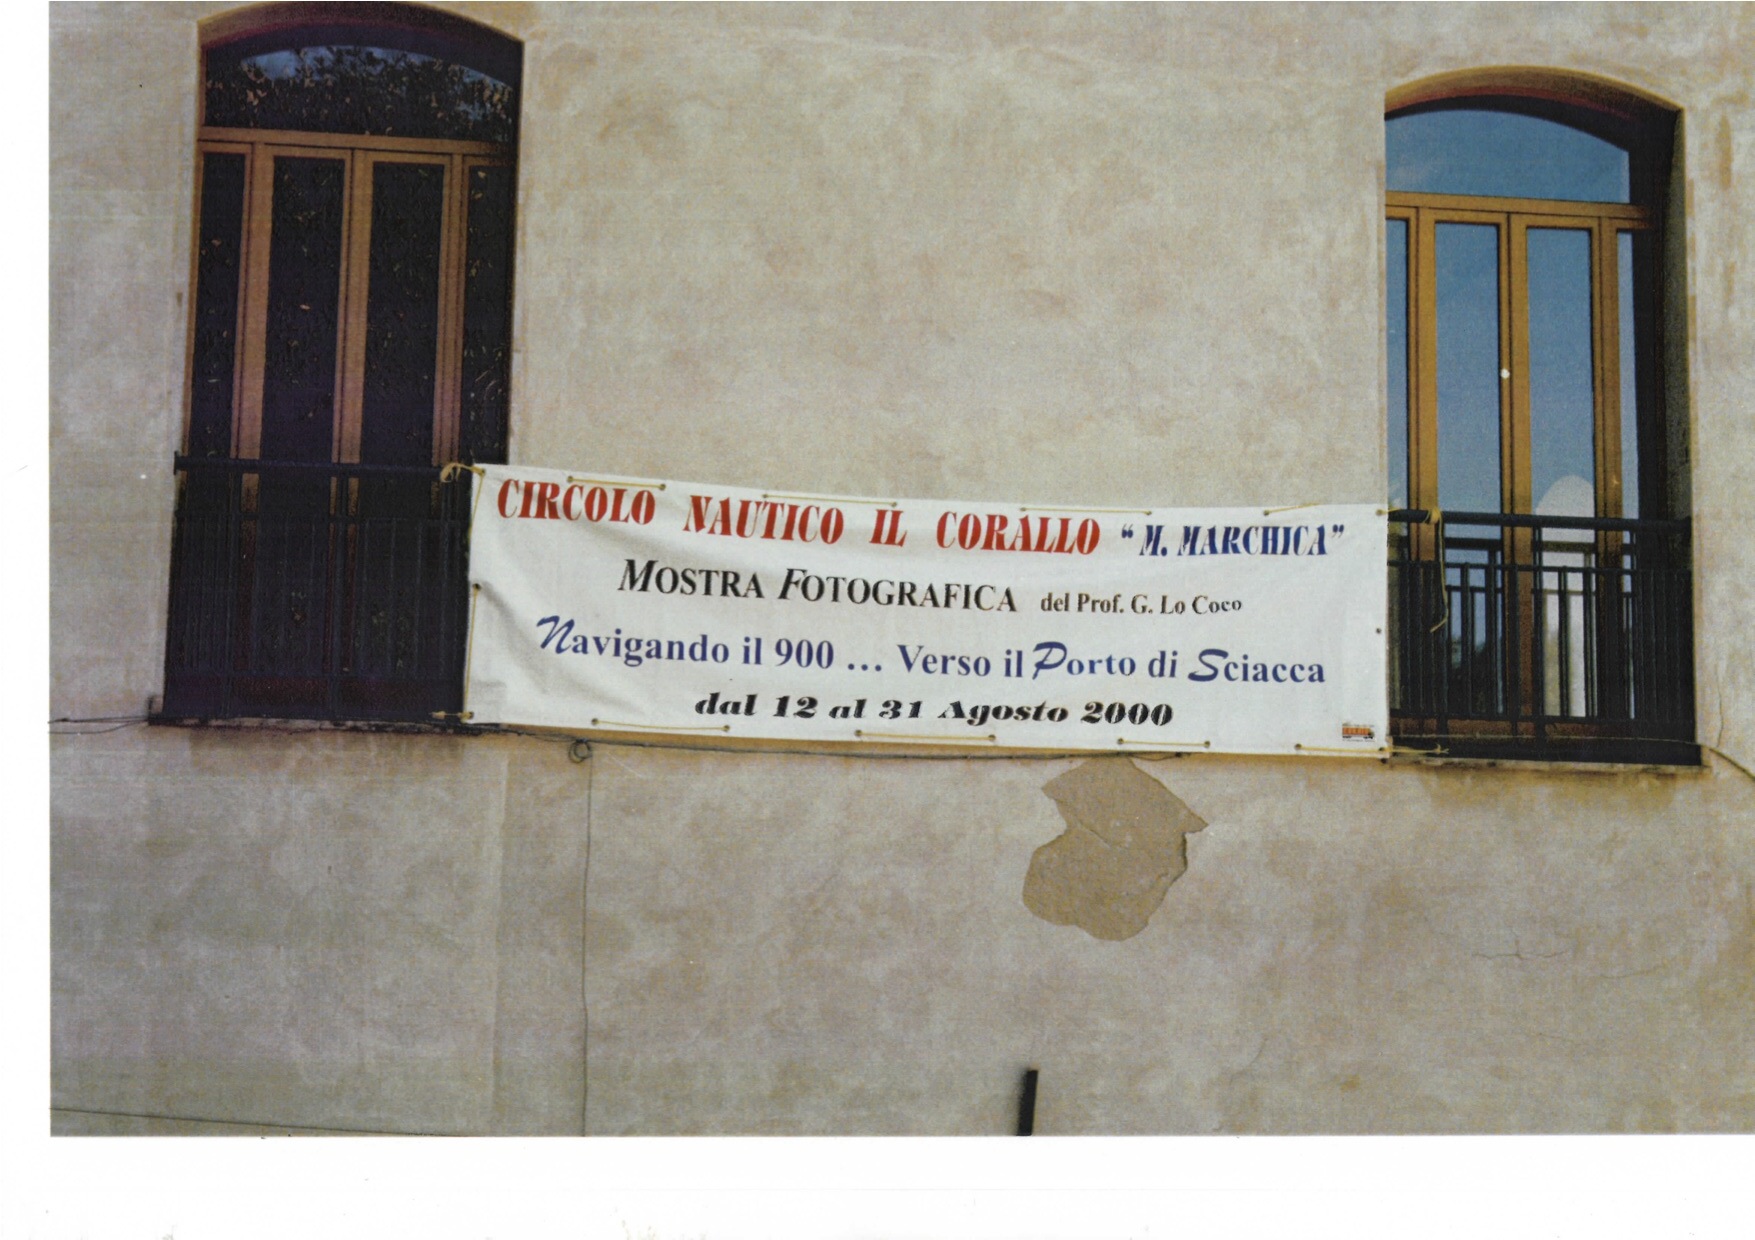 CIRCOLO NAUTICO IL CORALLO “M. MARCHICA”
MOSTRA FOTOGRAFICA del Prof. G. Lo Coco
Navigando il 900 ... Verso il Porto di Sciacca
dal 12 al 31 Agosto 2000